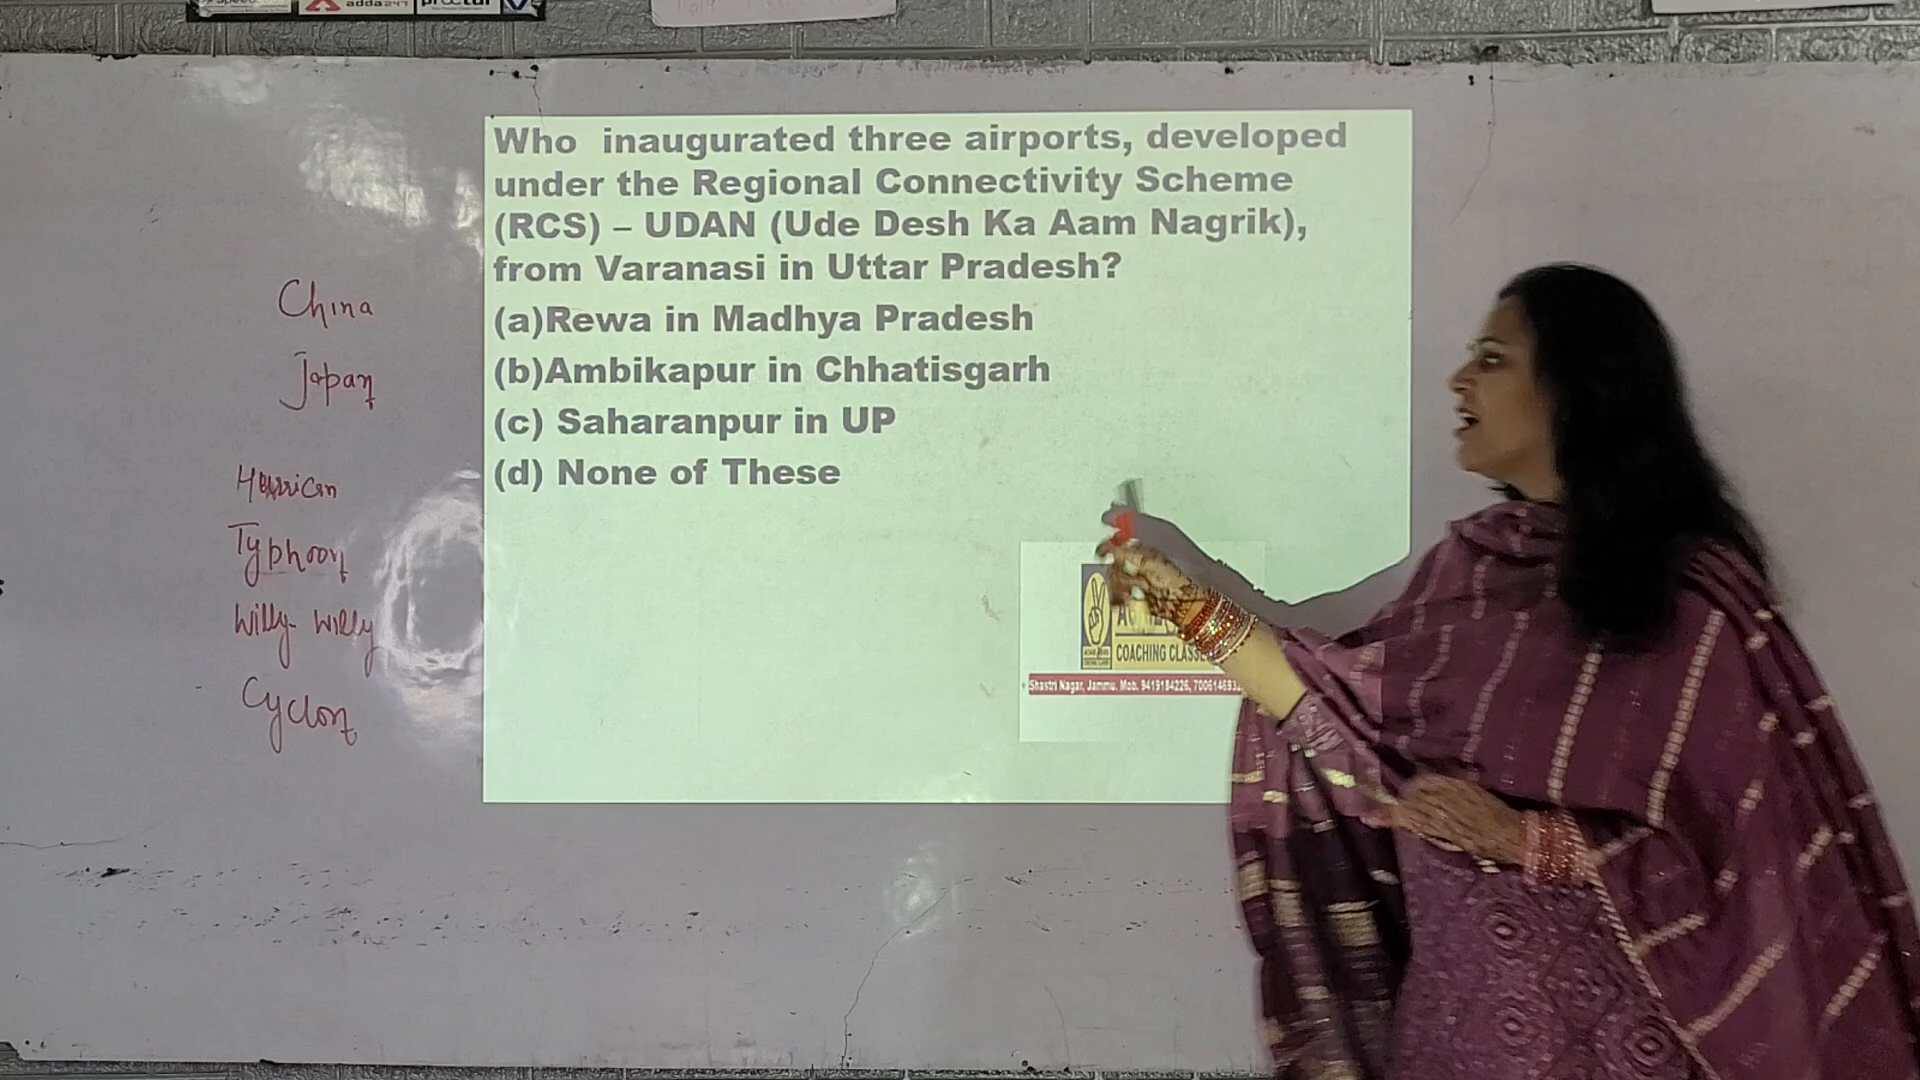 adda247
China
Japan
Hurrican
Typhoon
Willy- Willy
Cyclon
Who inaugurated three airports, developed
under the Regional Connectivity Scheme
(RCS) – UDAN (Ude Desh Ka Aam Nagrik),
from Varanasi in Uttar Pradesh?
(a)Rewa in Madhya Pradesh
(b)Ambikapur in Chhatisgarh
(c) Saharanpur in UP
(d) None of These
COACHING CLASSES
Shastri Nagar, Jammu. Mob. 9419184226,